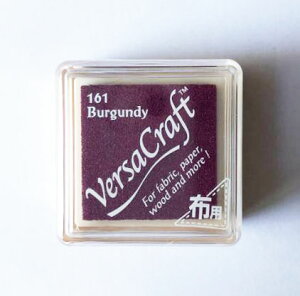 161
Burgundy
VersaCraft™
For fabric, paper,
wood and more !
布用